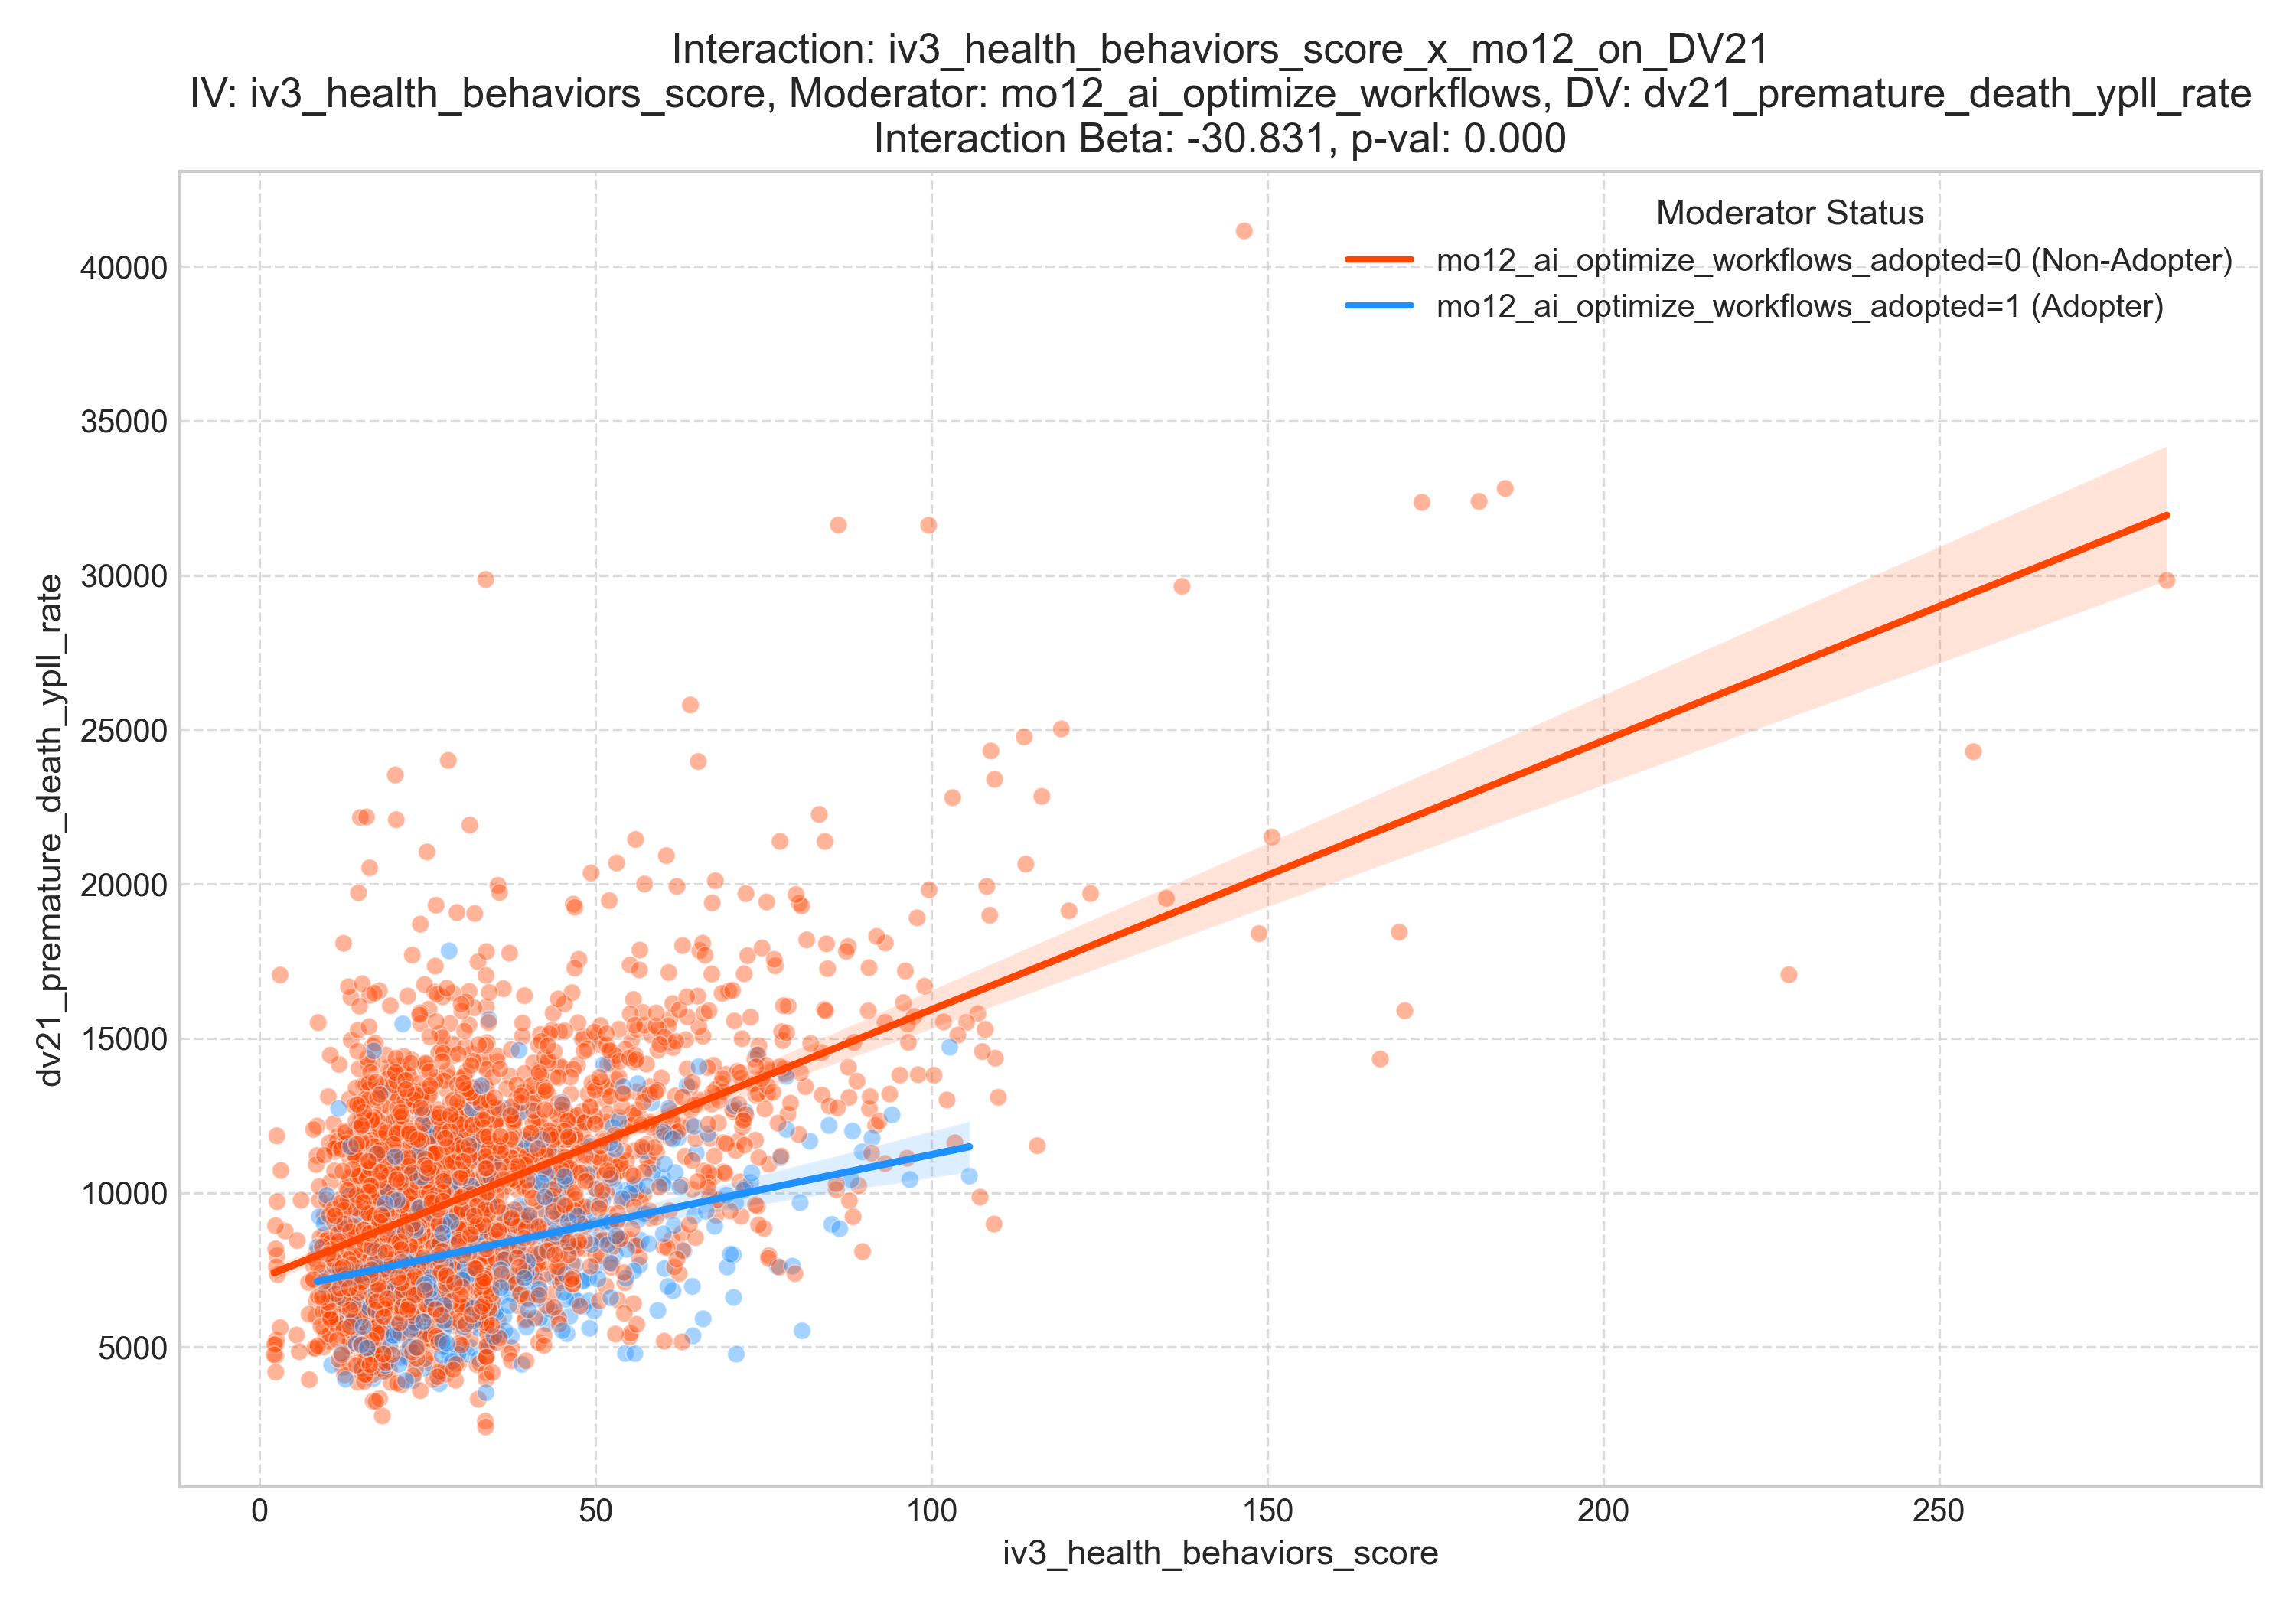 Interaction: iv3_health_behaviors_score_x_mo12_on_DV21
IV: iv3_health_behaviors_score, Moderator: mo12_ai_optimize_workflows, DV: dv21_premature_death_ypll_rate
Interaction Beta: -30.831, p-val: 0.000
Moderator Status
mo12_ai_optimize_workflows_adopted=0 (Non-Adopter)
mo12_ai_optimize_workflows_adopted=1 (Adopter)
dv21_premature_death_ypll_rate
40000
35000
30000
25000
20000
15000
10000
5000
0
50
100
150
200
250
iv3_health_behaviors_score